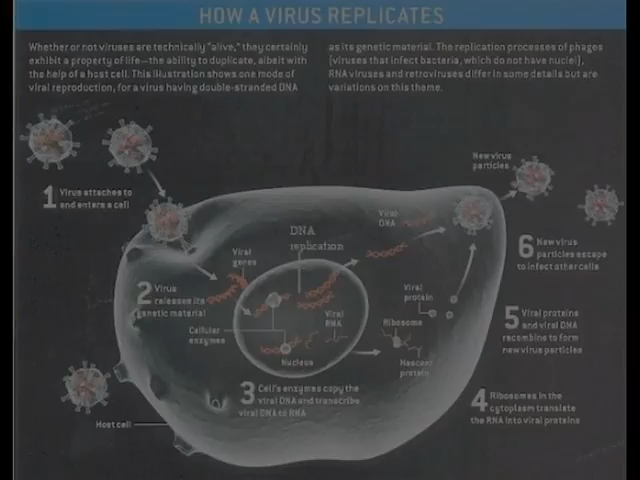 HOW A VIRUS REPLICATES
Whether or not viruses are technically "alive," they certainly
exhibit a property of life—the ability to duplicate, albeit with
the help of a host cell. This illustration shows one mode of
viral reproduction, for a virus having double-stranded DNA
as its genetic material. The replication processes of phages
(viruses that infect bacteria, which do not have nuclei),
RNA viruses and retroviruses differ in some details but are
variations on this theme.
1 Virus attaches to
and enters a cell
New virus
particles
Viral
DNA
DNA
replication
Viral
genes
6 New virus
particles escape
to infect other cells
2 Virus
releases its
genetic material
Viral
protein
Viral
RNA
Ribosome
Cellular
enzymes
5 Viral proteins
and viral DNA
recombine to form
new virus particles
Nucleus
Nascent
protein
3 Cell's enzymes copy the
viral DNA and transcribe
viral DNA to RNA
4 Ribosomes in the
cytoplasm translate
the RNA into viral proteins
Host cell